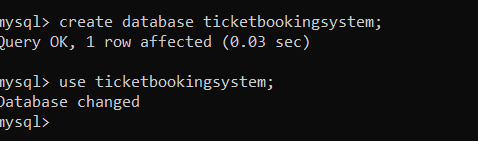 mysql> create database ticketbookingsystem;
Query OK, 1 row affected (0.03 sec)
mysql> use ticketbookingsystem;
Database changed
mysql>